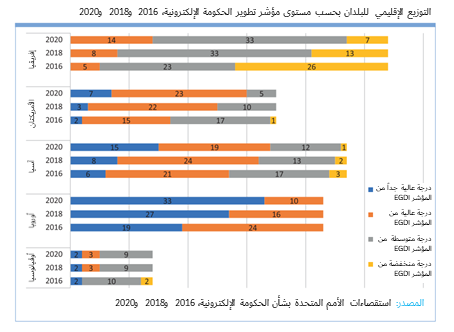 التوزيع الإقليمي للبلدان بحسب مستوى مؤشر تطوير الحكومة الإلكترونية، 2016 و2018 و2020
أفريقيا
2020 14 33 7
2018 8 33 13
2016 5 23 26
الأمريكتان
2020 7 23 5
2018 3 22 10
2016 2 15 17 1
آسيا
2020 15 19 12 1
2018 8 24 13 2
2016 6 21 17 3
أوروبا
2020 33 10
2018 27 16
2016 19 24
أوقيانوسيا
2020 2 3 9
2018 2 3 9
2016 2 10 2
درجة عالية جداً من
المؤشر EGDI
درجة عالية من
المؤشر EGDI
درجة متوسطة من
المؤشر EGDI
درجة منخفضة من
المؤشر EGDI
المصدر: استقصاءات الأمم المتحدة بشأن الحكومة الإلكترونية، 2016 و2018 و2020